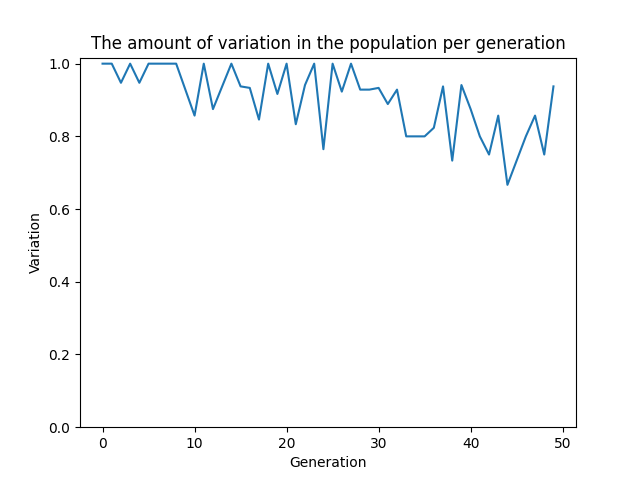 The amount of variation in the population per generation
1.0
0.8
0.6
0.4
0.2
0.0
Variation
0 10 20 30 40 50
Generation